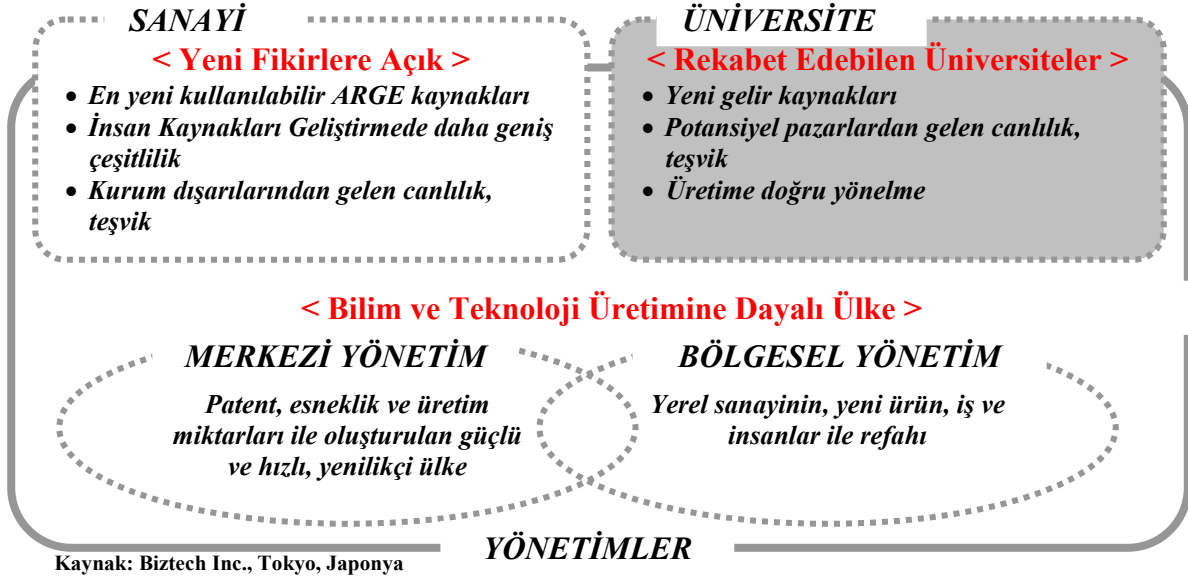 SANAYİ
< Yeni Fikirlere Açık >
• En yeni kullanılabilir ARGE kaynakları
• İnsan Kaynakları Geliştirmede daha geniş
çeşitlilik
• Kurum dışarılarından gelen canlılık,
teşvik
ÜNİVERSİTE
< Rekabet Edebilen Üniversiteler >
• Yeni gelir kaynakları
• Potansiyel pazarlardan gelen canlılık,
teşvik
• Üretime doğru yönelme
< Bilim ve Teknoloji Üretimine Dayalı Ülke >
MERKEZİ YÖNETİM
Patent, esneklik ve üretim
miktarları ile oluşturulan güçlü
ve hızlı, yenilikçi ülke
BÖLGESEL YÖNETİM
Yerel sanayinin, yeni ürün, iş ve
insanlar ile refahı
YÖNETİMLER
Kaynak: Biztech Inc., Tokyo, Japonya